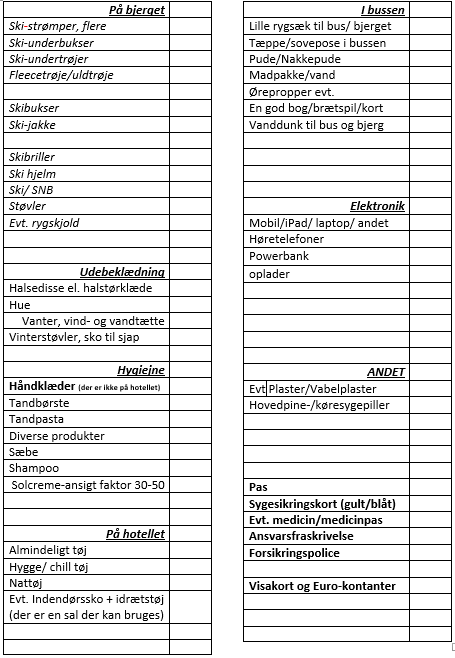 På bjerget
Ski-strømper, flere
Ski-underbukser
Ski-undertrøjer
Fleecetrøje/uldtrøje
Skibukser
Ski-jakke
Skibriller
Ski hjelm
Ski/ SNB
Støvler
Evt. rygskjold
Udebeklædning
Halsedisse el. halstørklæde
Hue
Vanter, vind- og vandtætte
Vinterstøvler, sko til sjap
Hygiejne
Håndklæder (der er ikke på hotellet)
Tandbørste
Tandpasta
Diverse produkter
Sæbe
Shampoo
Solcreme-ansigt faktor 30-50
På hotellet
Almindeligt tøj
Hygge/ chill tøj
Nattøj
Evt. Indendørssko + idrætstøj
(der er en sal der kan bruges)
I bussen
Lille rygsæk til bus/ bjerget
Tæppe/sovepose i bussen
Pude/Nakkepude
Madpakke/vand
Ørepropper evt.
En god bog/brætspil/kort
Vanddunk til bus og bjerg
Elektronik
Mobil/iPad/ laptop/ andet
Høretelefoner
Powerbank
oplader
ANDET
Evt Plaster/Vabelplaster
Hovedpine-/køresygepiller
Pas
Sygesikringskort (gult/blåt)
Evt. medicin/medicinpas
Ansvarsfraskrivelse
Forsikringspolice
Visakort og Euro-kontanter